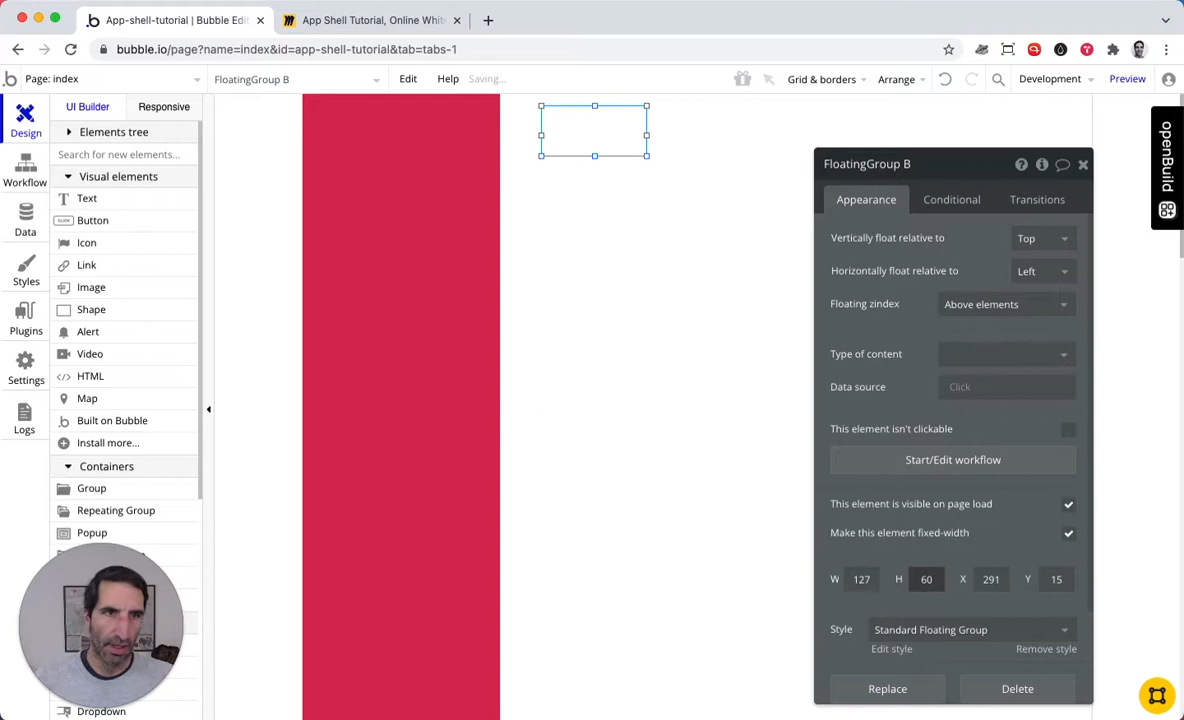 App-shell-tutorial | Bubble Edit
App Shell Tutorial, Online White
bubble.io/page?name=index&id=app-shell-tutorial&tab=tabs-1
Page: index
FloatingGroup B
Edit
Help
Saving...
Grid & borders
Arrange
Development
Preview
Design
Workflow
Data
Styles
Plugins
Settings
Logs
UI Builder
Responsive
Elements tree
Search for new elements...
Visual elements
Text
CLICK
Button
Icon
Link
Image
Shape
Alert
Video
HTML
Map
Built on Bubble
Install more...
Containers
Group
Repeating Group
Popup
Dropdown
FloatingGroup B
Appearance
Conditional
Transitions
Vertically float relative to
Top
Horizontally float relative to
Left
Floating zindex
Above elements
Type of content
Data source
Click
This element isn't clickable
Start/Edit workflow
This element is visible on page load
Make this element fixed-width
W 127 H 60 X 291 Y 15
Style
Standard Floating Group
Edit style
Remove style
Replace
Delete
openBuild